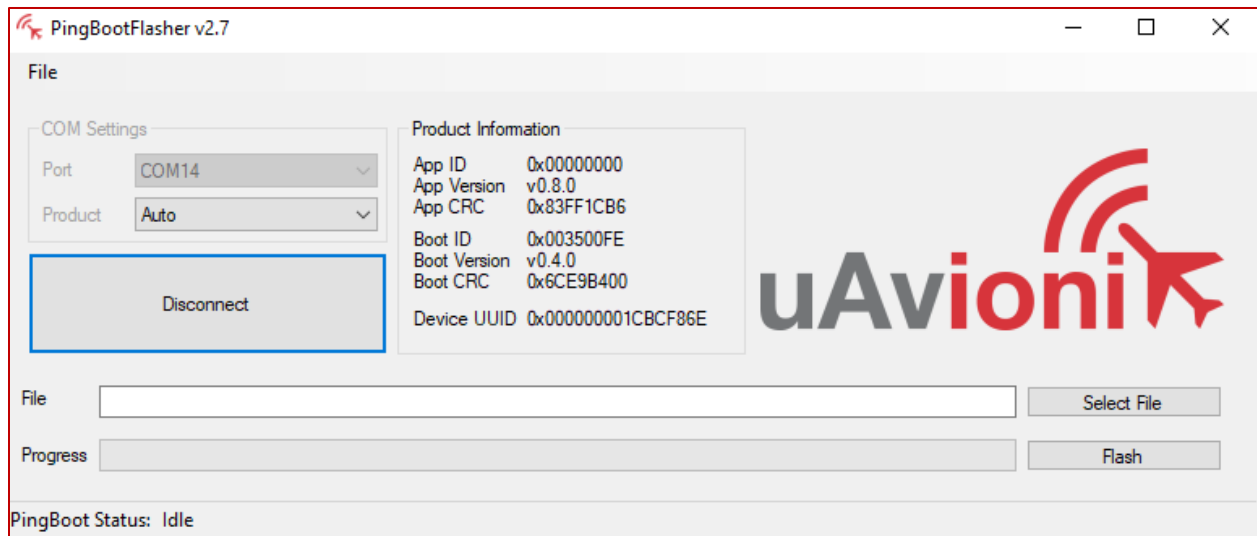 PingBootFlasher v2.7
File
COM Settings
Port COM14
Product Auto
Disconnect
Product Information
App ID 0x00000000
App Version v0.8.0
App CRC 0x83FF1CB6
Boot ID 0x003500FE
Boot Version v0.4.0
Boot CRC 0x6CE9B400
Device UUID 0x000000001CBCF86E
uAvioni
File Select File
Progress Flash
PingBoot Status: Idle